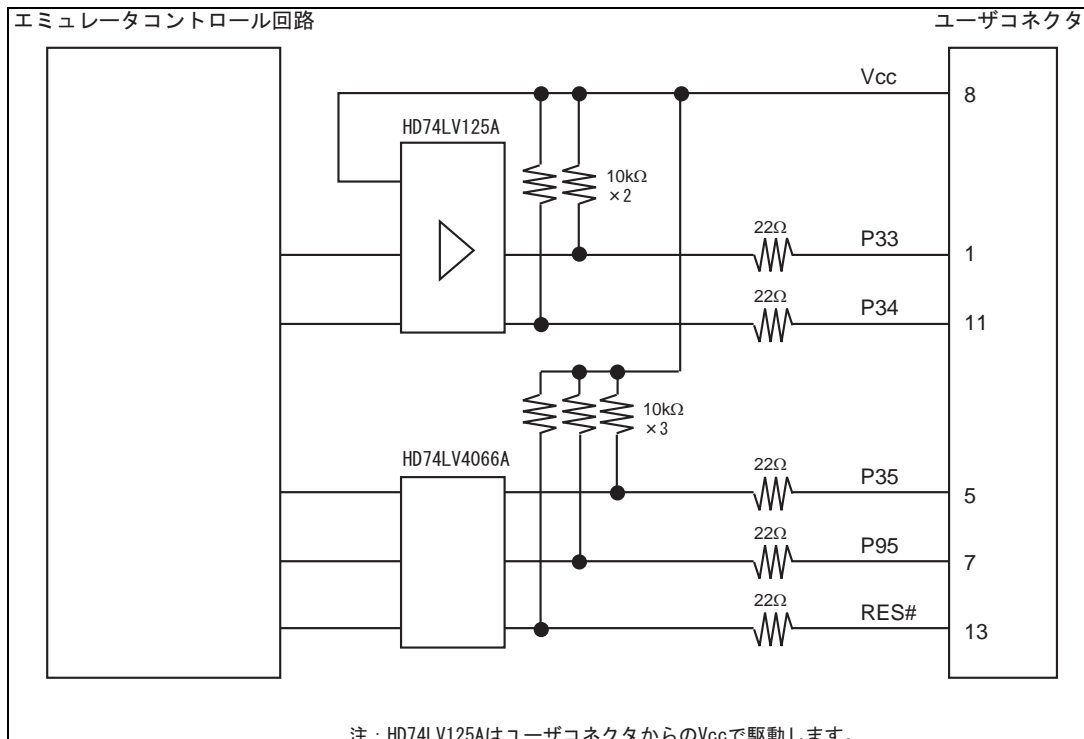 エミュレータコントロール回路
ユーザコネクタ
Vcc
8
HD74LV125A
10kΩ
×2
22Ω
P33
1
22Ω
P34
11
10kΩ
×3
HD74LV4066A
22Ω
P35
5
22Ω
P95
7
22Ω
RES#
13
注：HD74LV125AはユーザコネクタからのVccで駆動します。